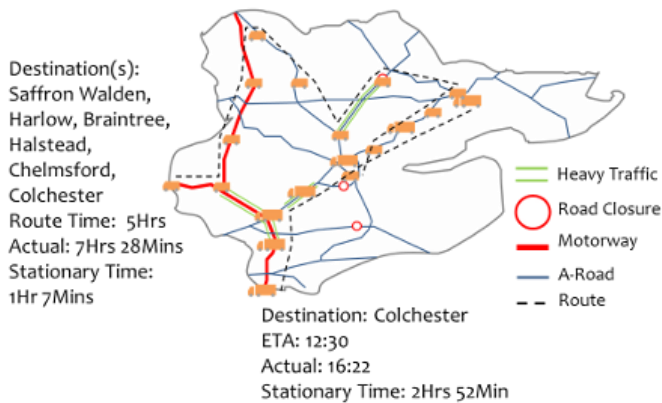 Destination(s):
Saffron Walden,
Harlow, Braintree,
Halstead,
Chelmsford,
Colchester
Route Time: 5Hrs
Actual: 7Hrs 28Mins
Stationary Time:
1Hr 7Mins
Heavy Traffic
Road Closure
Motorway
A-Road
Route
Destination: Colchester
ETA: 12:30
Actual: 16:22
Stationary Time: 2Hrs 52Min